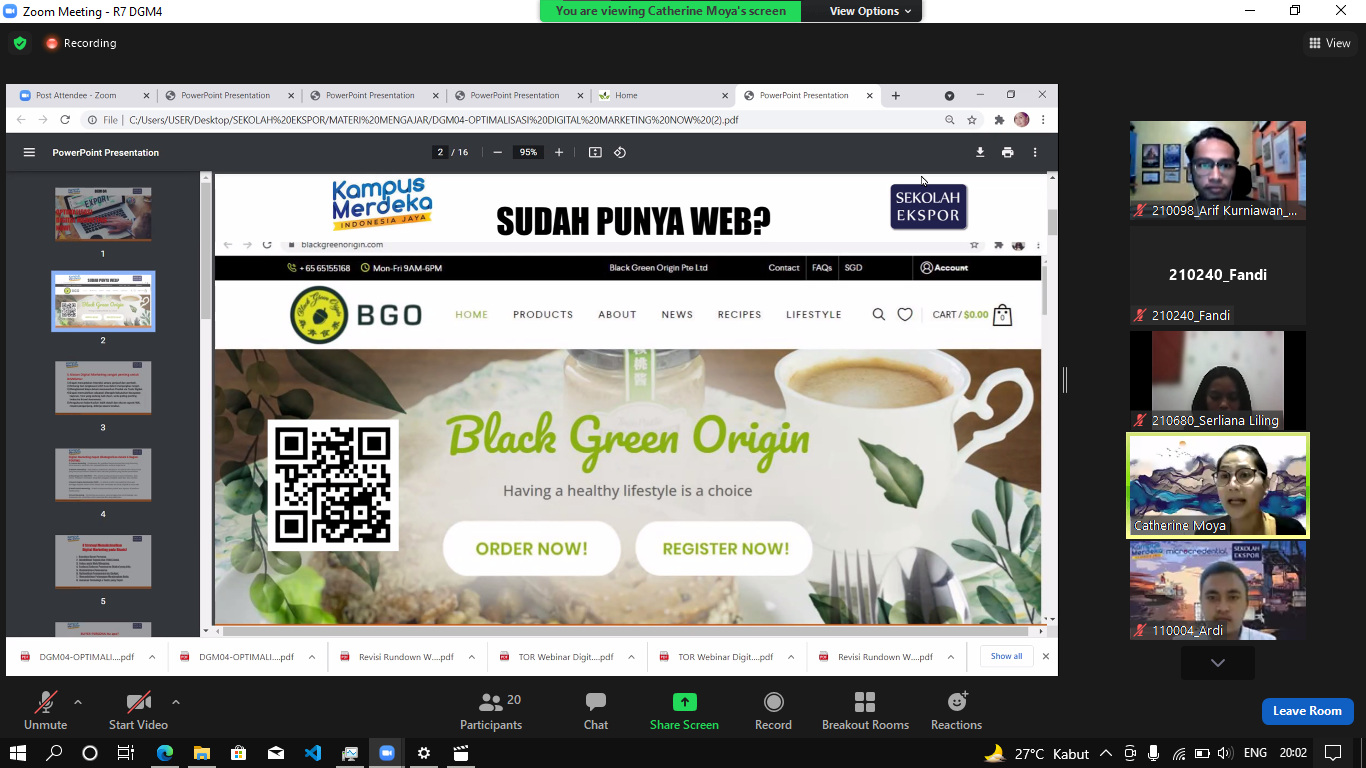 Zoom Meeting - R7 DGM4
You are viewing Catherine Moya's screen
View Options
Recording
View
Post Attendee - Zoom
PowerPoint Presentation
PowerPoint Presentation
PowerPoint Presentation
Home
PowerPoint Presentation
File | C:/Users/USER/Desktop/SEKOLAH%20EKSPOR/MATERI%20MENGAJAR/DGM04-OPTIMALISASI%20DIGITAL%20MARKETING%20NOW%20(2).pdf
PowerPoint Presentation
2 / 16
95%
1
2
3
4
5
Kampus
Merdeka
INDONESIA JAYA
SUDAH PUNYA WEB?
SEKOLAH
EKSPOR
blackgreenorigin.com
+ 65 65155168
Mon-Fri 9AM-6PM
Black Green Origin Pte Ltd
Contact
FAQs
SGD
Account
BGO
HOME
PRODUCTS
ABOUT
NEWS
RECIPES
LIFESTYLE
CART / $0.00
0
Black Green Origin
Having a healthy lifestyle is a choice
ORDER NOW!
REGISTER NOW!
DGM04-OPTIMALI....pdf
DGM04-OPTIMALI....pdf
Revisi Rundown W....pdf
TOR Webinar Digit....pdf
TOR Webinar Digit....pdf
Revisi Rundown W....pdf
Show all
210098_Arif Kurniawan_...
210240_Fandi
210240_Fandi
210680_Serliana Liling
Catherine Moya
Kampus Merdeka
microcredential
SEKOLAH
EKSPOR
110004_Ardi
Unmute
Start Video
Participants
20
Chat
Share Screen
Record
Breakout Rooms
Reactions
Leave Room
27°C Kabut
ENG
20:02